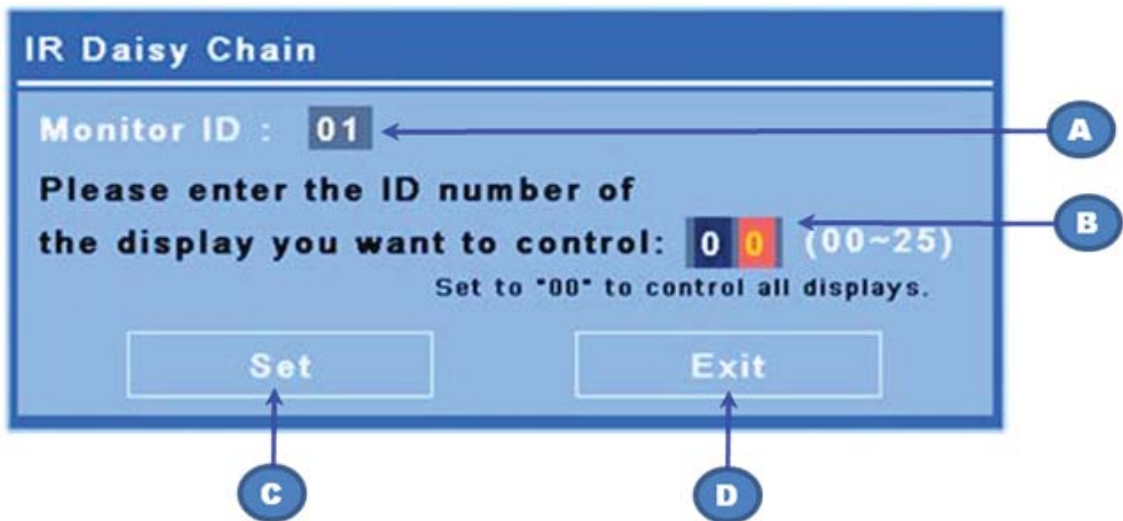 IR Daisy Chain
Monitor ID : 01
A
Please enter the ID number of
the display you want to control: 0 0 (00~25)
B
Set to "00" to control all displays.
Set Exit
C D